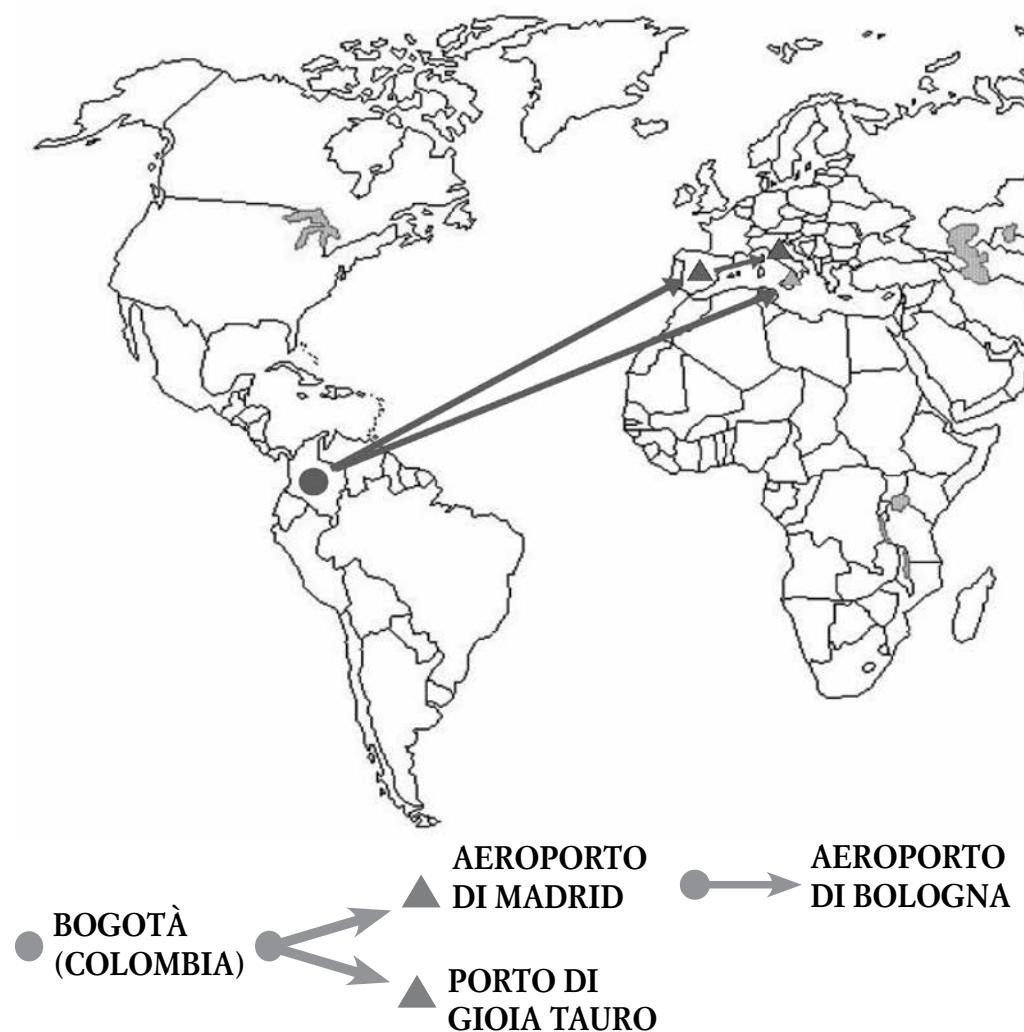 AEROPORTO
DI MADRID
AEROPORTO
DI BOLOGNA
BOGOTÀ
(COLOMBIA)
PORTO DI
GIOIA TAURO